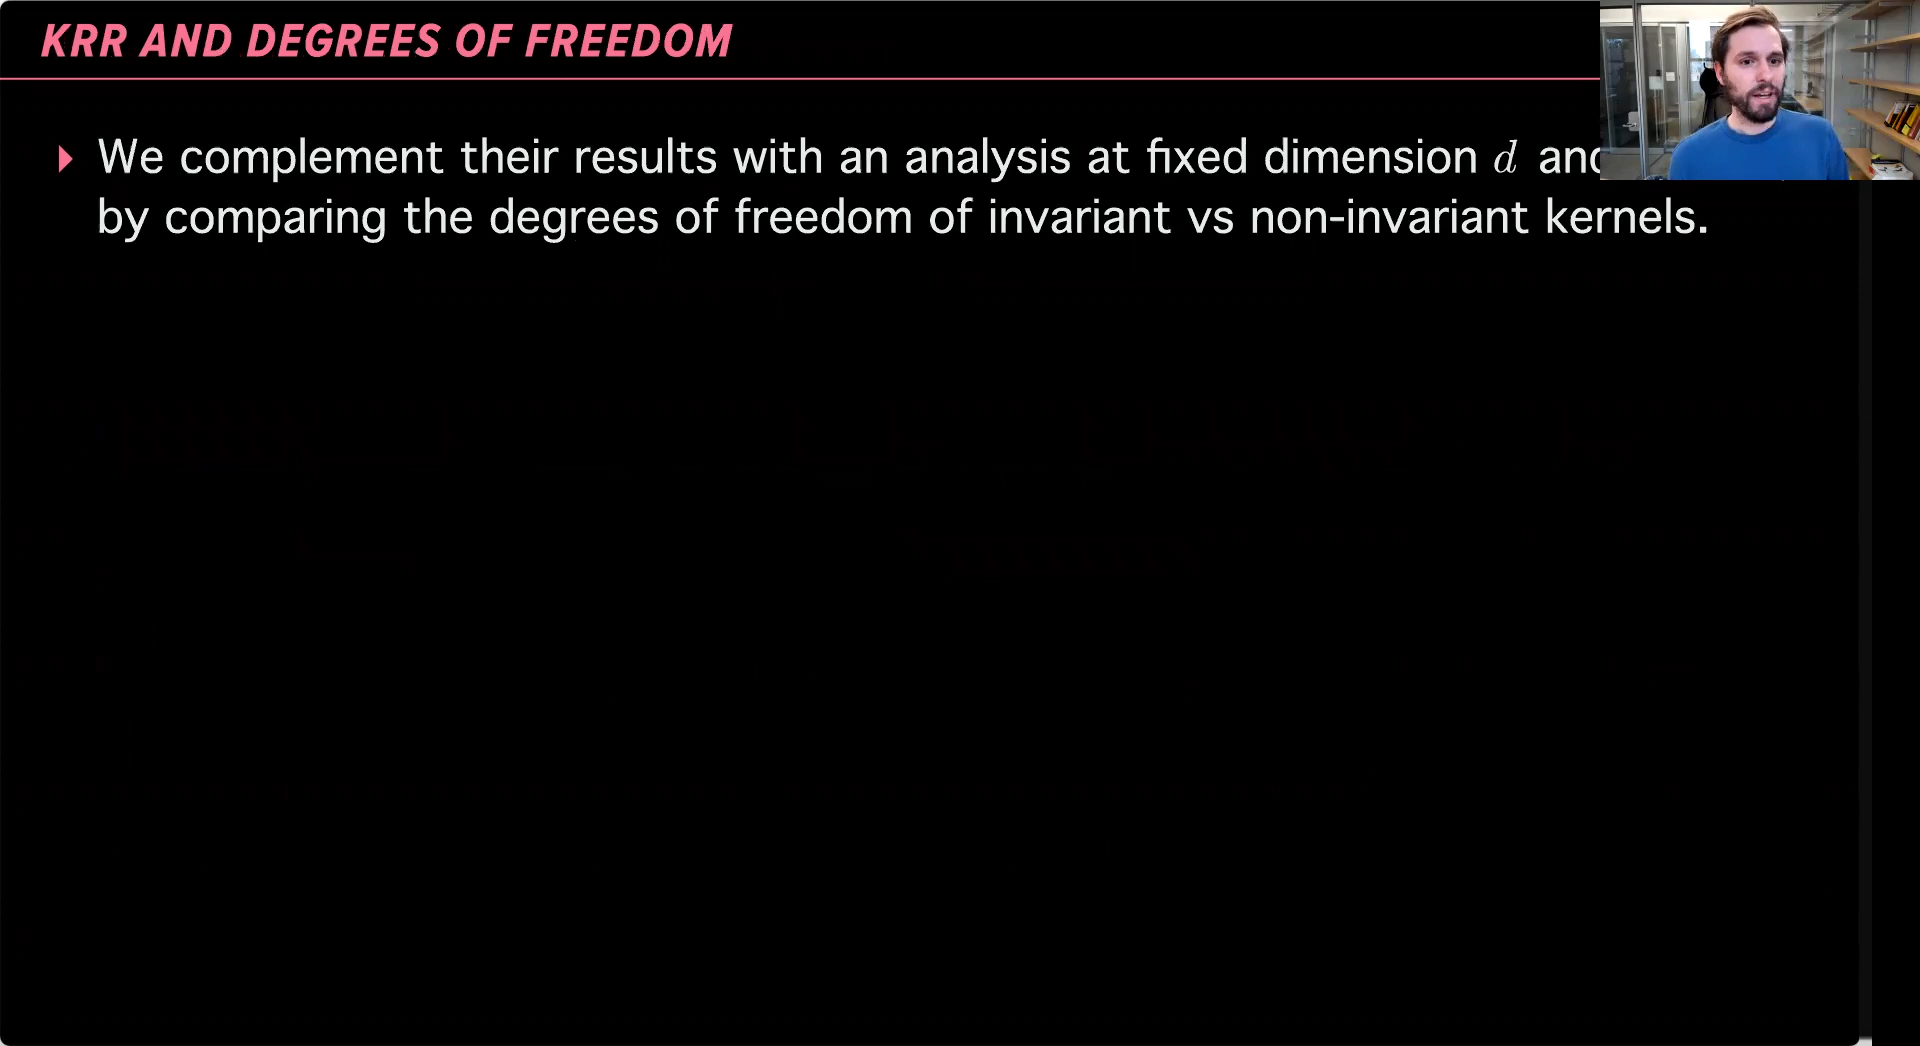 KRR AND DEGREES OF FREEDOM
We complement their results with an analysis at fixed dimension d
by comparing the degrees of freedom of invariant vs non-invariant kernels.